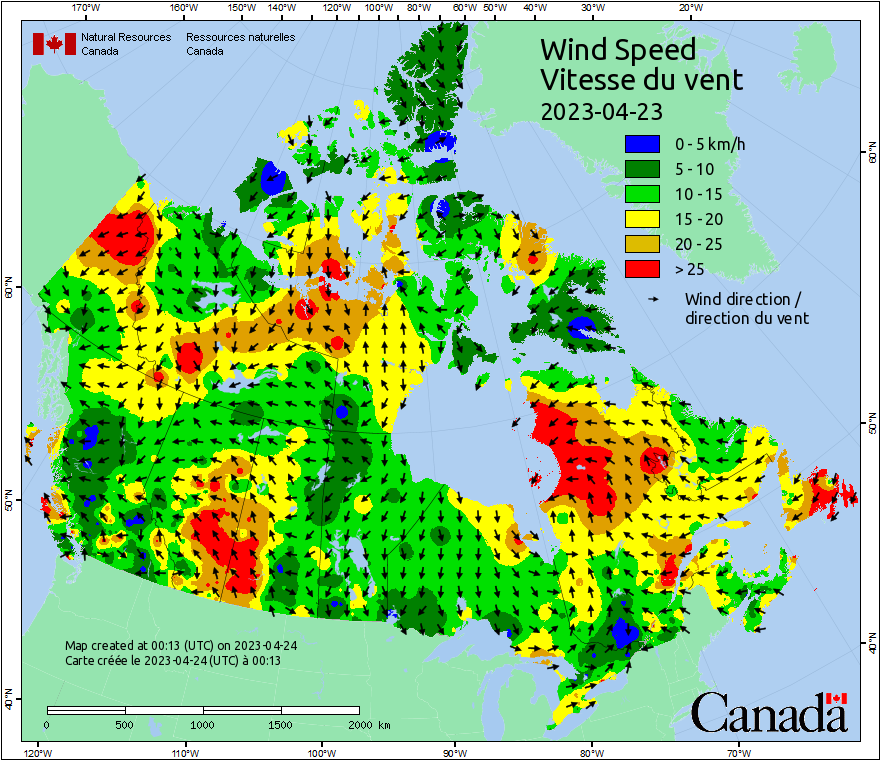 170°W 160°W 150°W 140°W 120°W 100°W 80°W 60°W 50°W 40°W 30°W 20°W
Natural Resources Ressources naturelles
Canada Canada
Wind Speed
Vitesse du vent
2023-04-23
0 - 5 km/h
5 - 10
10 - 15
15 - 20
20 - 25
> 25
Wind direction /
direction du vent
60°N
60°N
50°N
50°N
40°N
40°N
Map created at 00:13 (UTC) on 2023-04-24
Carte créée le 2023-04-24 (UTC) à 00:13
0 500 1000 1500 2000 km
Canada
120°W 110°W 100°W 90°W 80°W 70°W